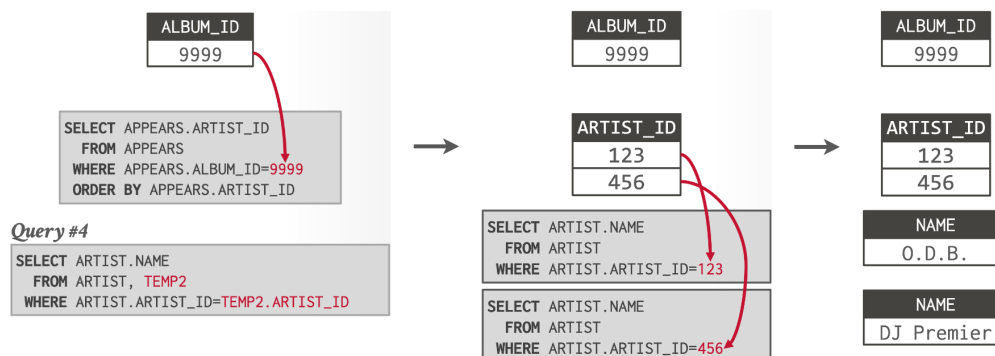 ALBUM_ID
9999
SELECT APPEARS.ARTIST_ID
FROM APPEARS
WHERE APPEARS.ALBUM_ID=9999
ORDER BY APPEARS.ARTIST_ID
Query #4
SELECT ARTIST.NAME
FROM ARTIST, TEMP2
WHERE ARTIST.ARTIST_ID=TEMP2.ARTIST_ID
ALBUM_ID
9999
ARTIST_ID
123
456
SELECT ARTIST.NAME
FROM ARTIST
WHERE ARTIST.ARTIST_ID=123
SELECT ARTIST.NAME
FROM ARTIST
WHERE ARTIST.ARTIST_ID=456
ALBUM_ID
9999
ARTIST_ID
123
456
NAME
O.D.B.
NAME
DJ Premier